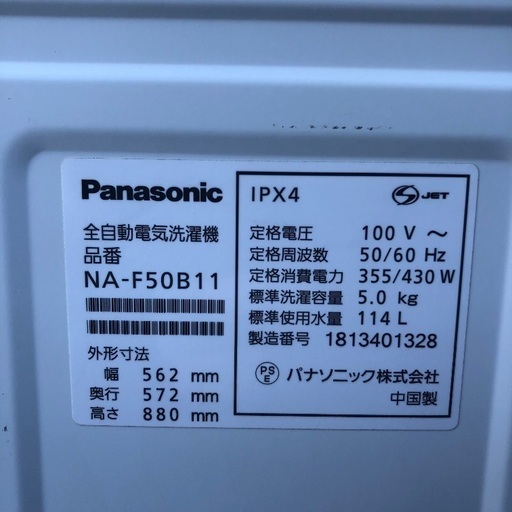 Panasonic
全自動電気洗濯機
品番
NA-F50B11
外形寸法
幅 562 mm
奥行 572 mm
高さ 880 mm
IPX4
S JET
定格電圧 100 V ～
定格周波数 50/60 Hz
定格消費電力 355/430 W
標準洗濯容量 5.0 kg
標準使用水量 114 L
製造番号 1813401328
PSE パナソニック株式会社
中国製